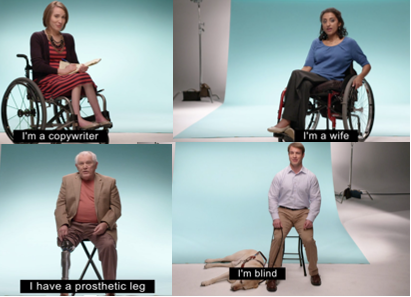 I'm a copywriter
I'm a wife
I have a prosthetic leg
I'm blind